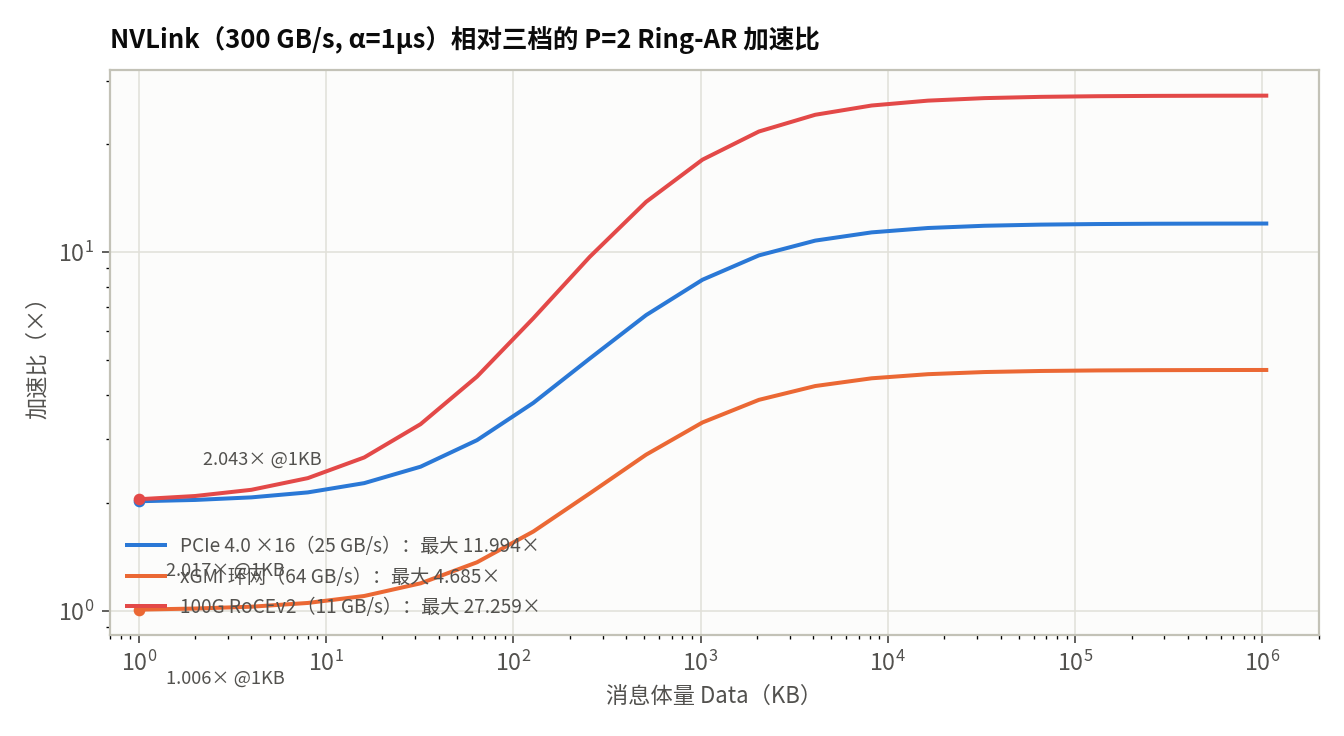 NVLink（300 GB/s, α=1μs）相对三档的 P=2 Ring-AR 加速比
加速比（×）
10¹
10⁰
2.043× @1KB
PCIe 4.0 ×16（25 GB/s）：最大 11.994×
2.017× @1KB
xGMI 环网（64 GB/s）：最大 4.685×
100G RoCEv2（11 GB/s）：最大 27.259×
10⁰ 10¹ 10² 10³ 10⁴ 10⁵ 10⁶
1.006× @1KB
消息体量 Data（KB）